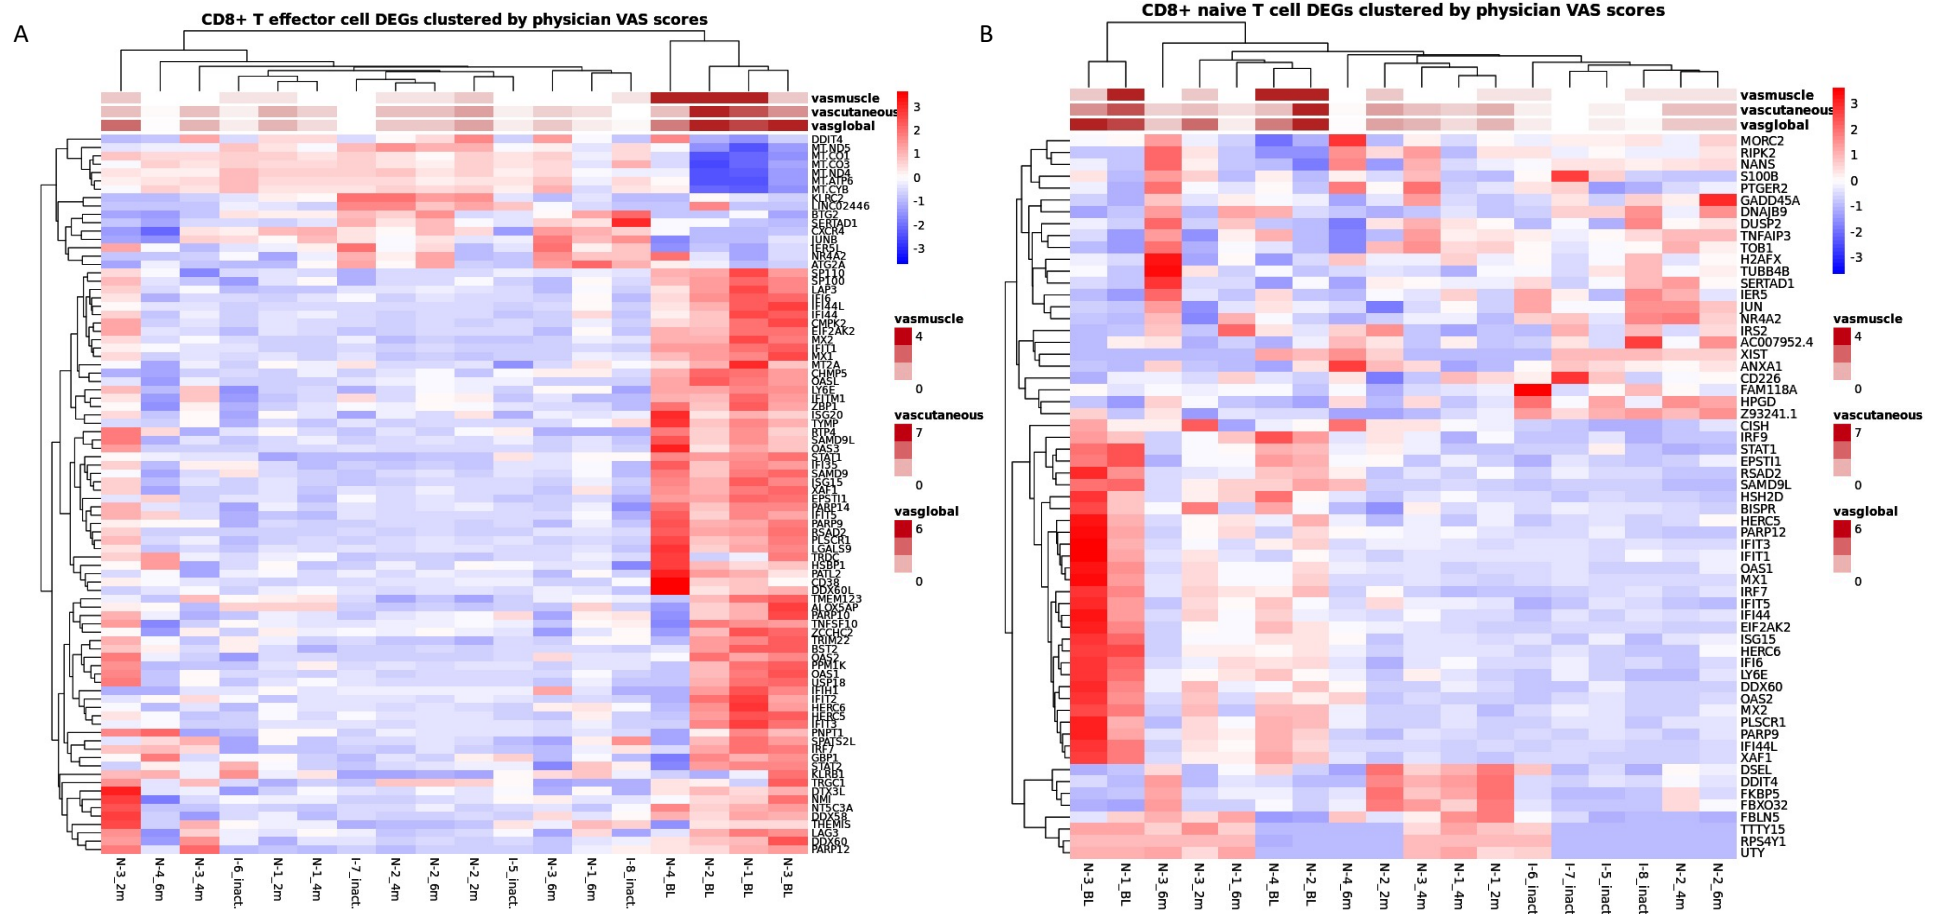 A
CD8+ T effector cell DEGs clustered by physician VAS scores
vasmuscle
vascutaneous
vasglobal
DDIT4
MT.ND5
MT.CO1
MT.CO3
MT.ND4
MT.ATP6
MT.CYB
KLRC2
LINC02446
BTG2
SERTAD1
CXCR4
JUNB
IER5L
NR4A2
ATG2A
SP110
SP100
LAP3
IFI6
IFI44L
IFI44
CMPK2
EIF2AK2
MX2
IFIT1
MX1
MT2A
CHMP5
OASL
LY6E
IFITM1
ZBP1
ISG20
TYMP
RTP4
SAMD9L
OAS3
STAT1
IFI35
SAMD9
ISG15
XAF1
EPSTI1
PARP14
IFIT5
PARP9
RSAD2
PLSCR1
LGALS9
TRDC
HSBP1
PATL2
CD38
DDX60L
TMEM123
ALOX5AP
PARP10
TNFSF10
ZCCHC2
TRIM22
BST2
OAS2
PPM1K
OAS1
USP18
IFIH1
IFIT2
HERC6
HERC5
IFIT3
PNPT1
SPATS2L
IRF7
GBP1
STAT2
KLRB1
TRGC1
DTX3L
NMI
NT5C3A
DDX58
THEMIS
LAG3
DDX60
PARP12
N-3_2m
N-4_6m
N-3_4m
I-6_inact.
N-1_2m
N-1_4m
I-7_inact.
N-2_4m
N-2_6m
N-2_2m
I-5_inact.
N-3_6m
N-1_6m
I-8_inact.
N-4_BL
N-2_BL
N-1_BL
N-3_BL
3
2
1
0
-1
-2
-3
vasmuscle
4
0
vascutaneous
7
0
vasglobal
6
0
B
CD8+ naive T cell DEGs clustered by physician VAS scores
vasmuscle
vascutaneous
vasglobal
MORC2
RIPK2
NANS
S100B
PTGER2
GADD45A
DNAJB9
DUSP2
TNFAIP3
TOB1
H2AFX
TUBB4B
SERTAD1
IER5
JUN
NR4A2
IRS2
AC007952.4
XIST
ANXA1
CD226
FAM118A
HPGD
Z93241.1
CISH
IRF9
STAT1
EPSTI1
RSAD2
SAMD9L
HSH2D
BISPR
HERC5
PARP12
IFIT3
IFIT1
OAS1
MX1
IRF7
IFIT5
IFI44
EIF2AK2
ISG15
HERC6
IFI6
LY6E
DDX60
OAS2
MX2
PLSCR1
PARP9
IFI44L
XAF1
DSEL
DDIT4
FKBP5
FBXO32
FBLN5
TTTY15
RPS4Y1
UTY
N-3_BL
N-1_BL
N-3_6m
N-3_2m
N-1_6m
N-4_BL
N-2_BL
N-4_6m
N-2_2m
N-3_4m
N-1_4m
N-1_2m
I-6_inact
I-7_inact
I-5_inact
I-8_inact
N-2_4m
N-2_6m
3
2
1
0
-1
-2
-3
vasmuscle
4
0
vascutaneous
7
0
vasglobal
6
0